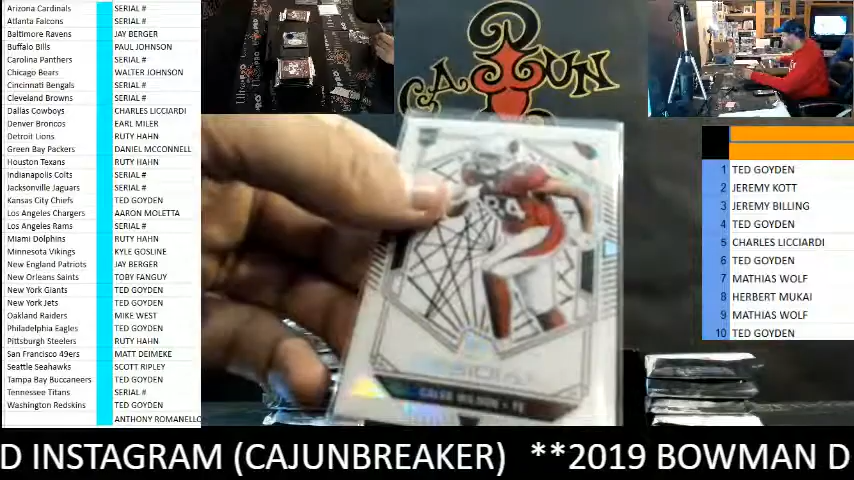 Arizona Cardinals SERIAL #
Atlanta Falcons SERIAL #
Baltimore Ravens JAY BERGER
Buffalo Bills PAUL JOHNSON
Carolina Panthers SERIAL #
Chicago Bears WALTER JOHNSON
Cincinnati Bengals SERIAL #
Cleveland Browns SERIAL #
Dallas Cowboys CHARLES LICCIARDI
Denver Broncos EARL MILER
Detroit Lions RUTY HAHN
Green Bay Packers DANIEL MCCONNELL
Houston Texans RUTY HAHN
Indianapolis Colts SERIAL #
Jacksonville Jaguars SERIAL #
Kansas City Chiefs TED GOYDEN
Los Angeles Chargers AARON MOLETTA
Los Angeles Rams SERIAL #
Miami Dolphins RUTY HAHN
Minnesota Vikings KYLE GOSLINE
New England Patriots JAY BERGER
New Orleans Saints TOBY FANGUY
New York Giants TED GOYDEN
New York Jets TED GOYDEN
Oakland Raiders MIKE WEST
Philadelphia Eagles TED GOYDEN
Pittsburgh Steelers RUTY HAHN
San Francisco 49ers MATT DEIMEKE
Seattle Seahawks SCOTT RIPLEY
Tampa Bay Buccaneers TED GOYDEN
Tennessee Titans SERIAL #
Washington Redskins TED GOYDEN
ANTHONY ROMANELLO
CAJUN
84
1 TED GOYDEN
2 JEREMY KOTT
3 JEREMY BILLING
4 TED GOYDEN
5 CHARLES LICCIARDI
6 TED GOYDEN
7 MATHIAS WOLF
8 HERBERT MUKAI
9 MATHIAS WOLF
10 TED GOYDEN
D INSTAGRAM (CAJUNBREAKER) **2019 BOWMAN D